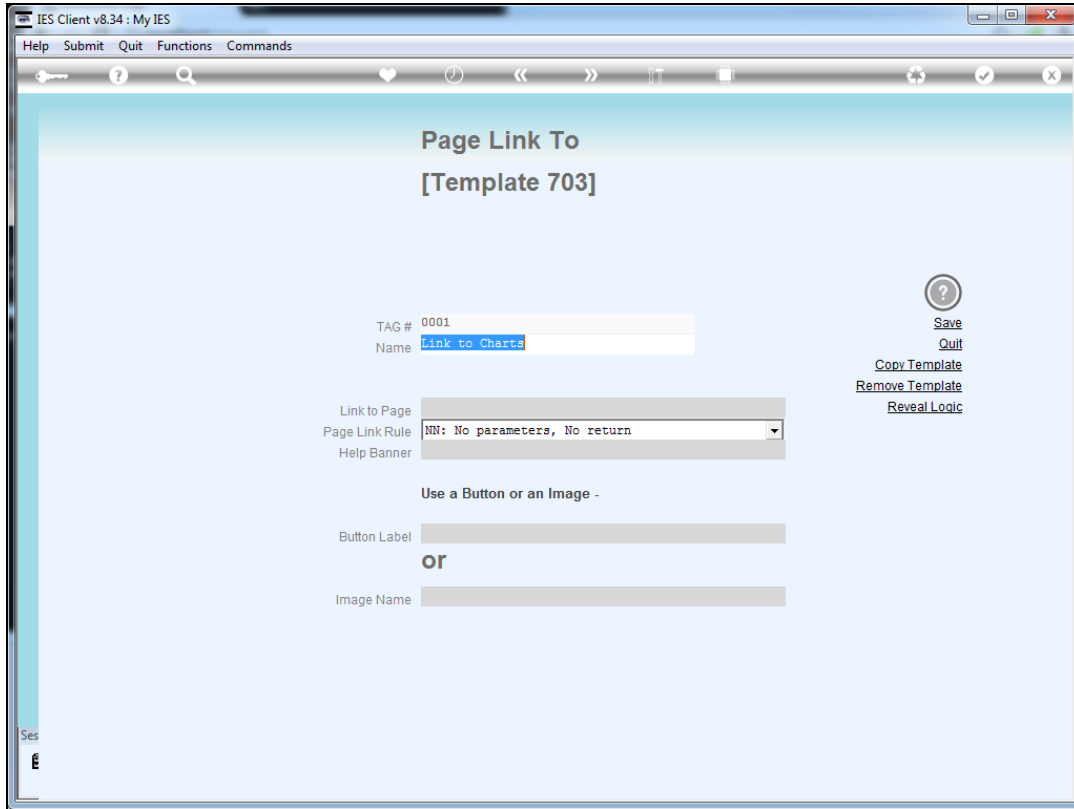 IES Client v8.34 : My IES
Help Submit Quit Functions Commands
Page Link To
[Template 703]
TAG # 0001
Name Link to Charts
Save
Quit
Copy Template
Remove Template
Reveal Logic
Link to Page
Page Link Rule NN: No parameters, No return
Help Banner
Use a Button or an Image -
Button Label
or
Image Name
Ses